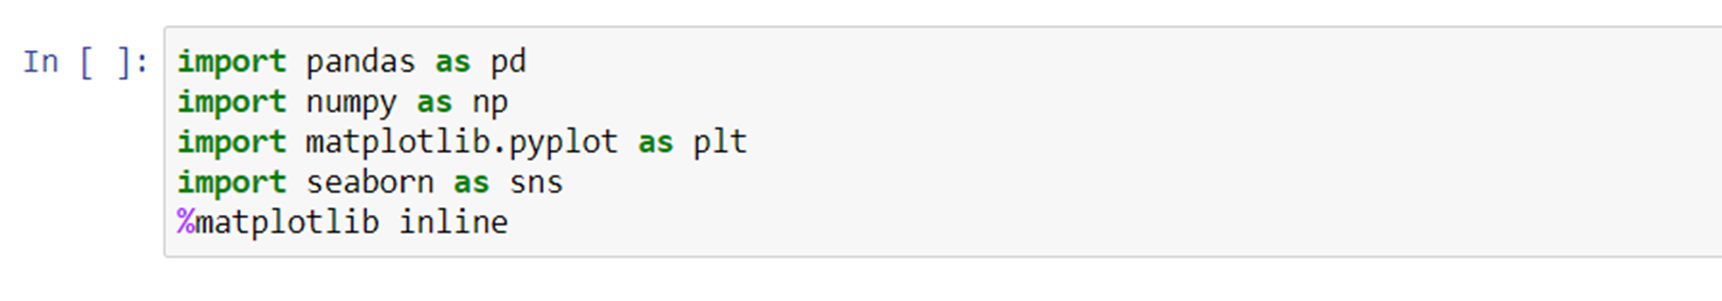 In [ ]: import pandas as pd
import numpy as np
import matplotlib.pyplot as plt
import seaborn as sns
%matplotlib inline